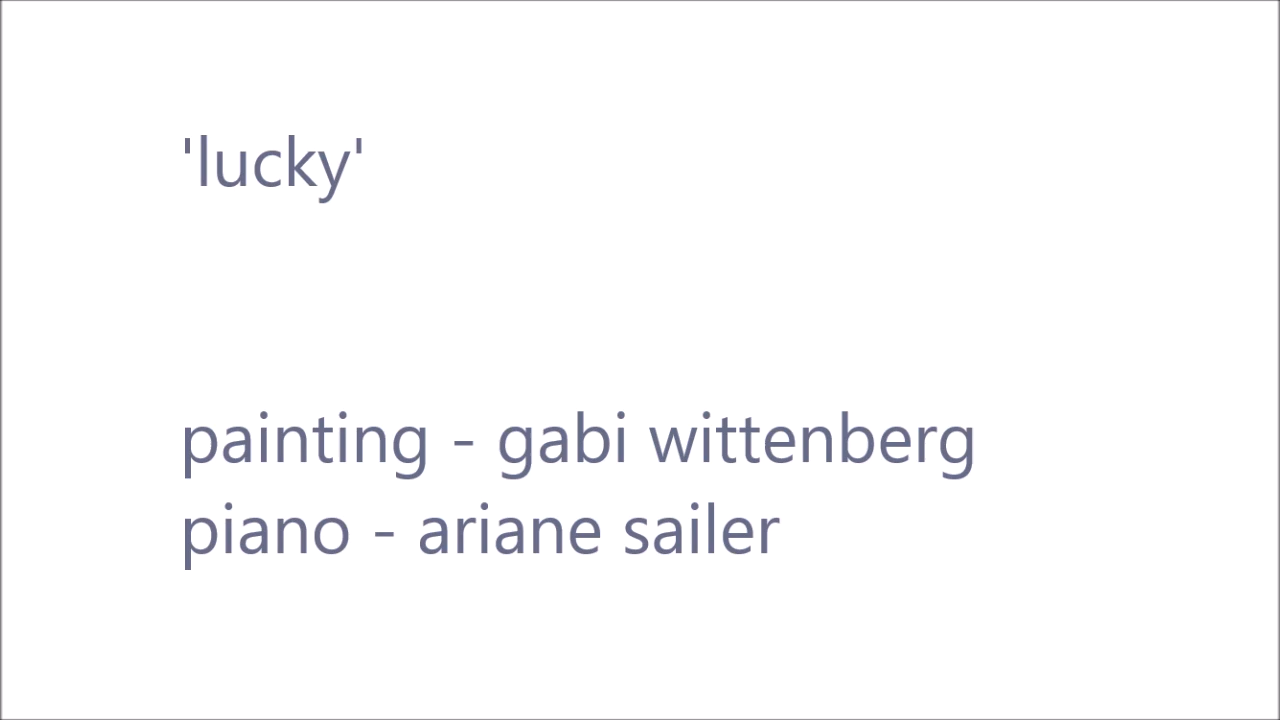 'lucky'
painting - gabi wittenberg
piano - ariane sailer